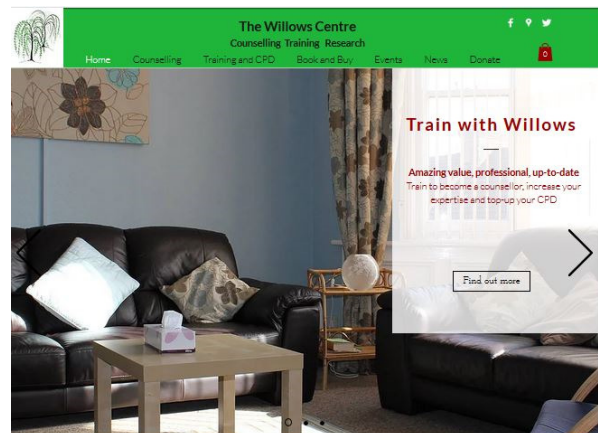 The Willows Centre
Counselling Training Research
Home Counselling Training and CPD Book and Buy Events News Donate
0
Train with Willows
Amazing value, professional, up-to-date
Train to become a counsellor, increase your
expertise and top-up your CPD
Find out more